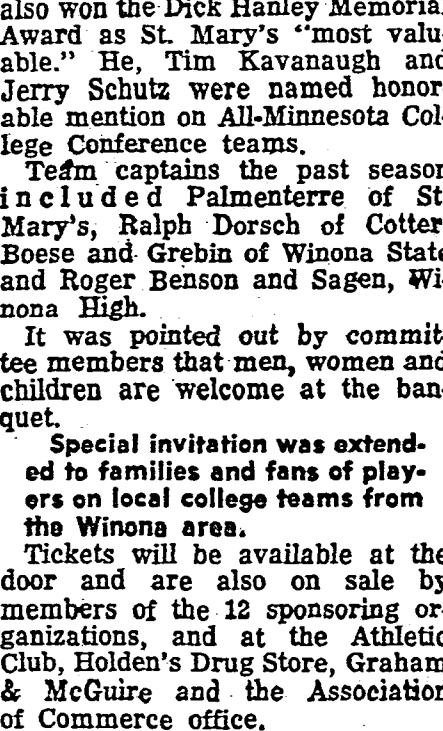 also won the Dick Hanley Memorial
Award as St. Mary's "most valu-
able." He, Tim Kavanaugh and
Jerry Schutz were named honor-
able mention on All-Minnesota Col-
lege Conference teams.
Team captains the past season
included Palmenterre of St.
Mary's, Ralph Dorsch of Cotter,
Boese and Grebin of Winona State
and Roger Benson and Sagen, Wi-
nona High.
It was pointed out by commit-
tee members that men, women and
children are welcome at the ban-
quet.
Special invitation was extend-
ed to families and fans of play-
ers on local college teams from
the Winona area.
Tickets will be available at the
door and are also on sale by
members of the 12 sponsoring or-
ganizations, and at the Athletic
Club, Holden's Drug Store, Graham
& McGuire and the Association
of Commerce office.